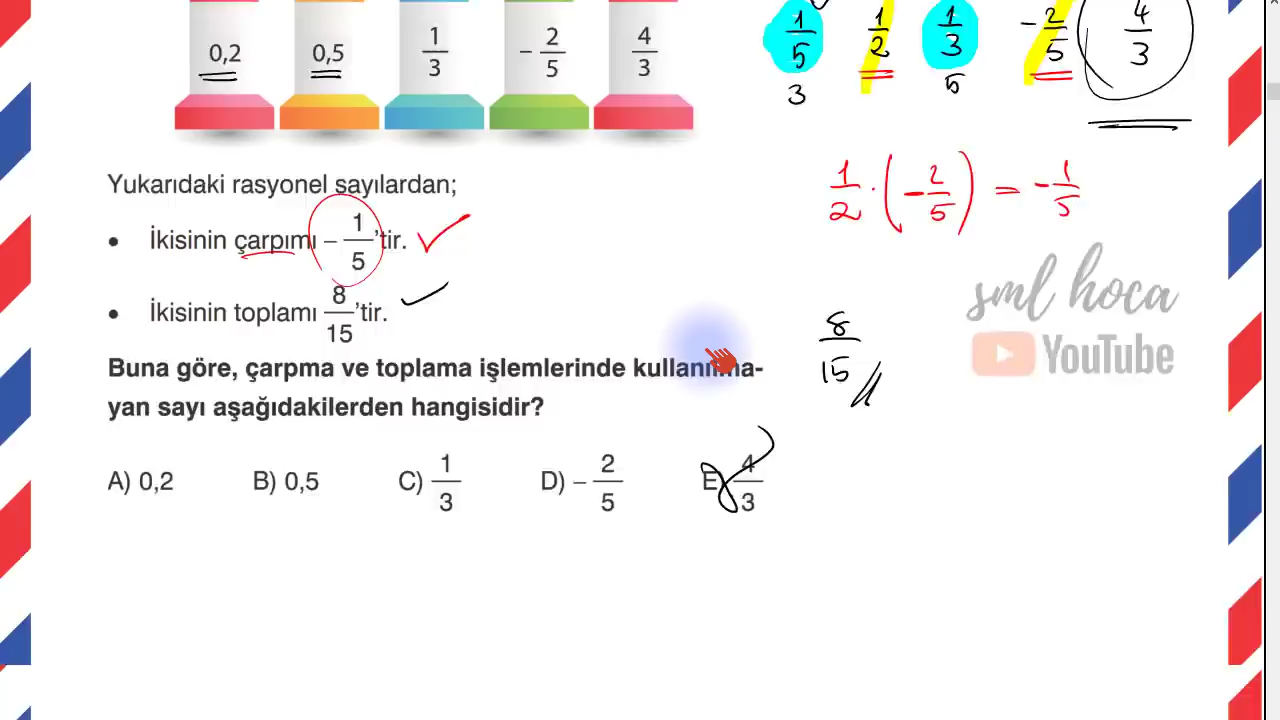 0,2 0,5 1/3 -2/5 4/3
1/5 1/2 1/3 -2/5 4/3
3 5
Yukarıdaki rasyonel sayılardan;
1/2 · (-2/5) = -1/5
• İkisinin çarpımı -1/5'tir.
• İkisinin toplamı 8/15'tir.
sml hoca
YouTube
8/15
Buna göre, çarpma ve toplama işlemlerinde kullanılma-
yan sayı aşağıdakilerden hangisidir?
A) 0,2 B) 0,5 C) 1/3 D) -2/5 E) 4/3